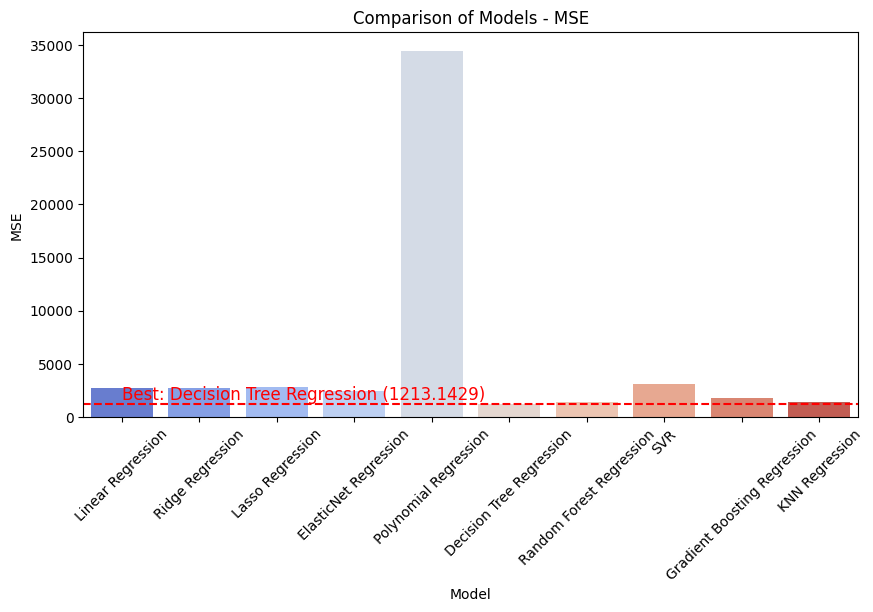 Comparison of Models - MSE
MSE
35000
30000
25000
20000
15000
10000
5000
0
Best: Decision Tree Regression (1213.1429)
Linear Regression
Ridge Regression
Lasso Regression
ElasticNet Regression
Polynomial Regression
Decision Tree Regression
Random Forest Regression
SVR
Gradient Boosting Regression
KNN Regression
Model